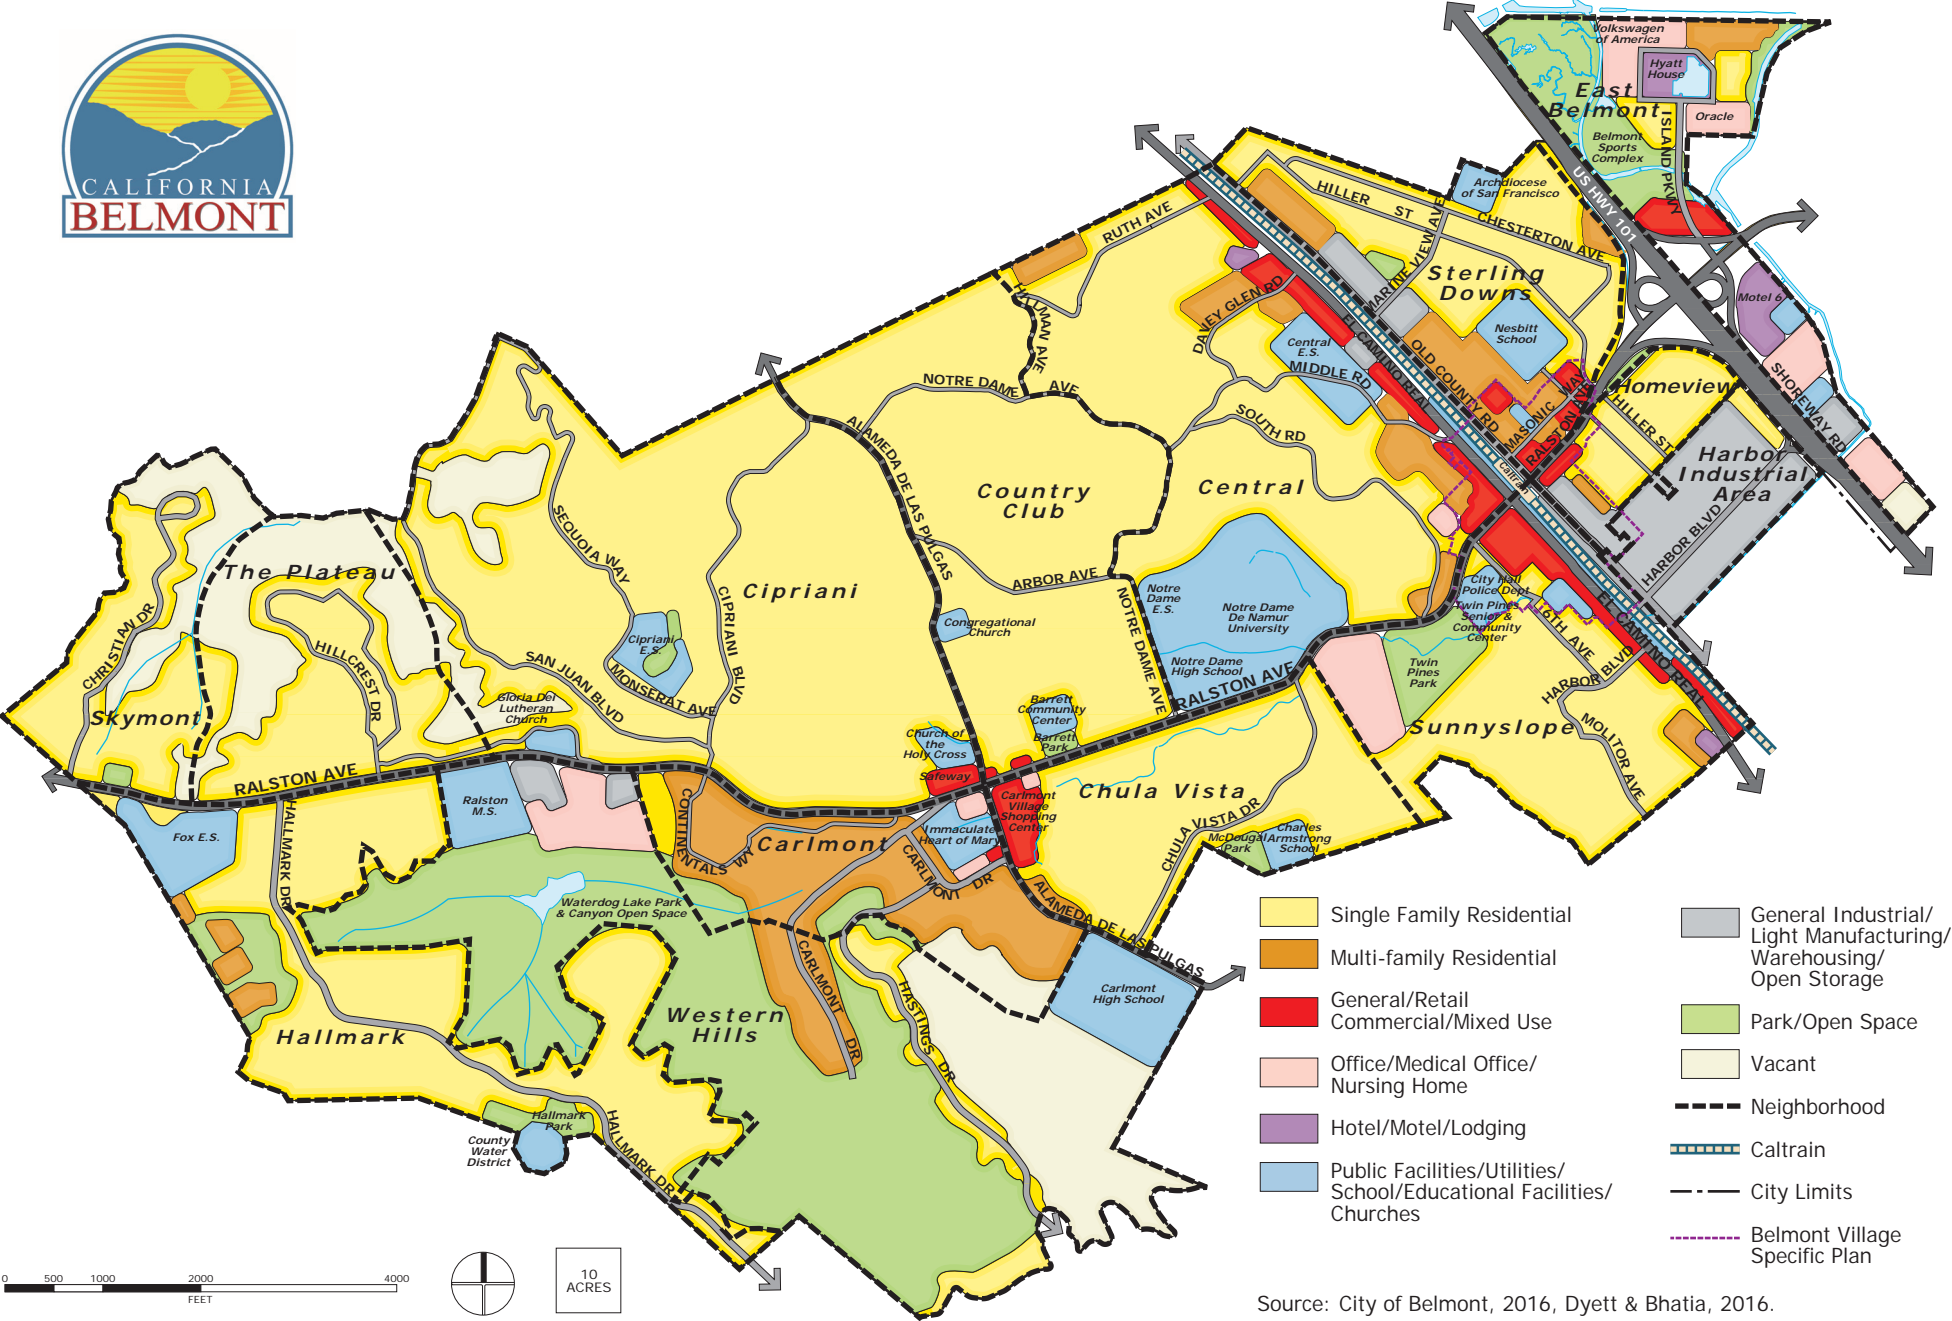 CALIFORNIA
BELMONT
Volkswagen
of America
Hyatt
House
East
Belmont
Oracle
Belmont
Sports
Complex
ISLAND PKWY
US HWY 101
Archdiocese
of San Francisco
HILLER ST
CHESTERTON AVE
MARINE VIEW AVE
RUTH AVE
Sterling
Downs
Motel 6
HILLMAN AVE
DAVEY GLEN RD
Nesbitt
School
Central
E.S.
MIDDLE RD
EL CAMINO REAL
OLD COUNTY RD
MASONIC WAY
RALSTON AVE
Homeview
HILLER ST
SHOREWAY RD
NOTRE DAME AVE
SOUTH RD
ALAMEDA DE LAS PULGAS
Harbor
Industrial
Area
Caltrain
Country
Club
Central
HARBOR BLVD
SEQUOIA WAY
The Plateau
Cipriani
ARBOR AVE
CIPRIANI BLVD
NOTRE DAME AVE
Notre
Dame
E.S.
Notre Dame
De Namur
University
City Hall
Police Dept
Twin Pines
Senior &
Community
Center
6TH AVE
EL CAMINO REAL
CHRISTIAN DR
HILLCREST DR
Cipriani
E.S.
Congregational
Church
SAN JUAN BLVD
MONSERAT AVE
Notre Dame
High School
Twin
Pines
Park
HARBOR BLVD
Gloria Dei
Lutheran
Church
Skymont
Barrett
Community
Center
Barrett
Park
RALSTON AVE
Sunnyslope
MOLITOR AVE
Church of
the
Holy Cross
Safeway
RALSTON AVE
Chula Vista
Ralston
M.S.
Carlmont
Village
Shopping
Center
Fox E.S.
HALLMARK DR
CONTINENTALS WY
Carlmont
Immaculate
Heart of Mary
CARLMONT DR
CHULA VISTA DR
McDougal
Park
Charles
Armstrong
School
Waterdog Lake Park
& Canyon Open Space
ALAMEDA DE LAS PULGAS
CARLMONT DR
HASTINGS DR
Carlmont
High School
Western
Hills
Hallmark
Hallmark
Park
County
Water
District
HALLMARK DR
Single Family Residential
Multi-family Residential
General/Retail
Commercial/Mixed Use
Office/Medical Office/
Nursing Home
Hotel/Motel/Lodging
Public Facilities/Utilities/
School/Educational Facilities/
Churches
General Industrial/
Light Manufacturing/
Warehousing/
Open Storage
Park/Open Space
Vacant
Neighborhood
Caltrain
City Limits
Belmont Village
Specific Plan
0 500 1000 2000 4000
FEET
10
ACRES
Source: City of Belmont, 2016, Dyett & Bhatia, 2016.